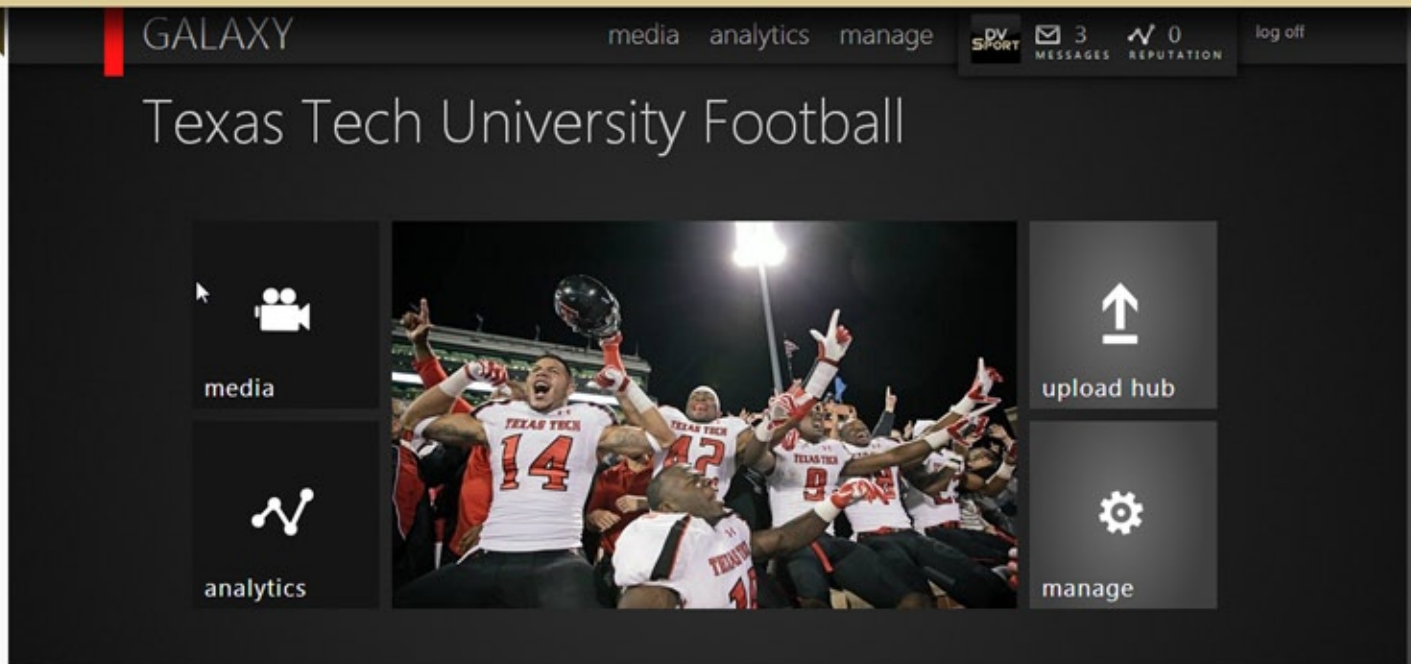 GALAXY
media analytics manage
DV
SPORT
3
MESSAGES
0
REPUTATION
log off
Texas Tech University Football
media
upload hub
TEXAS TECH
14
TEXAS TECH
42
TEXAS TECH
9
analytics
manage